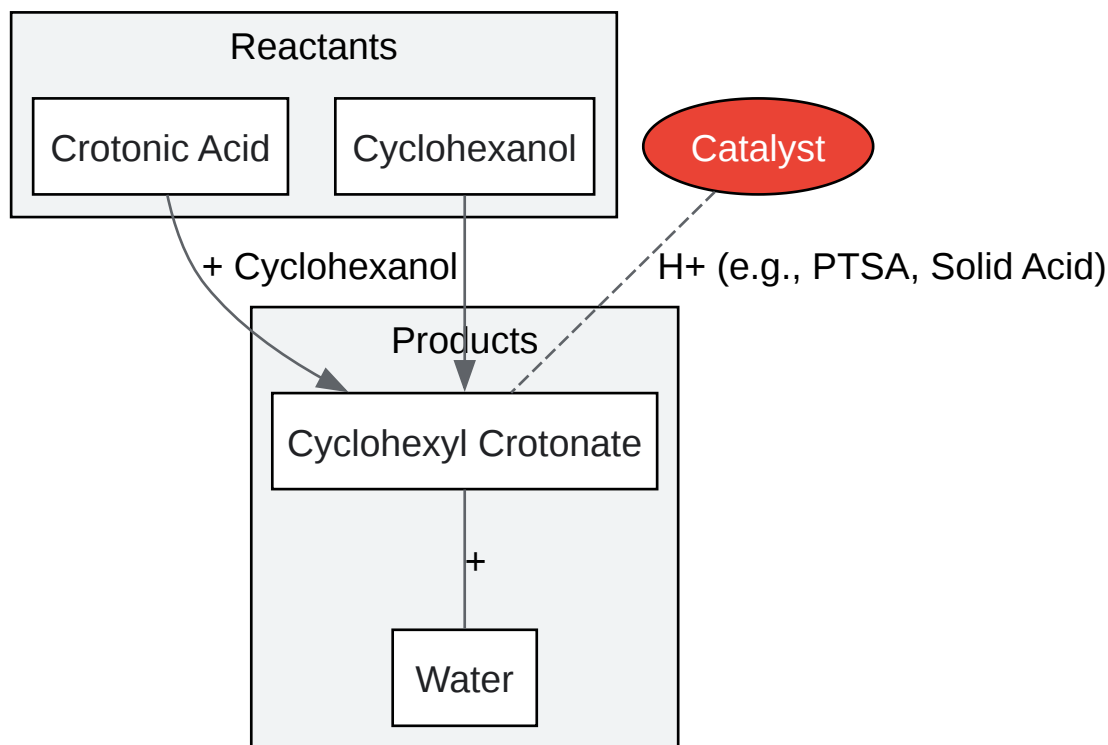 Reactants
Crotonic Acid
Cyclohexanol
Catalyst
+ Cyclohexanol
H+ (e.g., PTSA, Solid Acid)
Products
Cyclohexyl Crotonate
+
Water